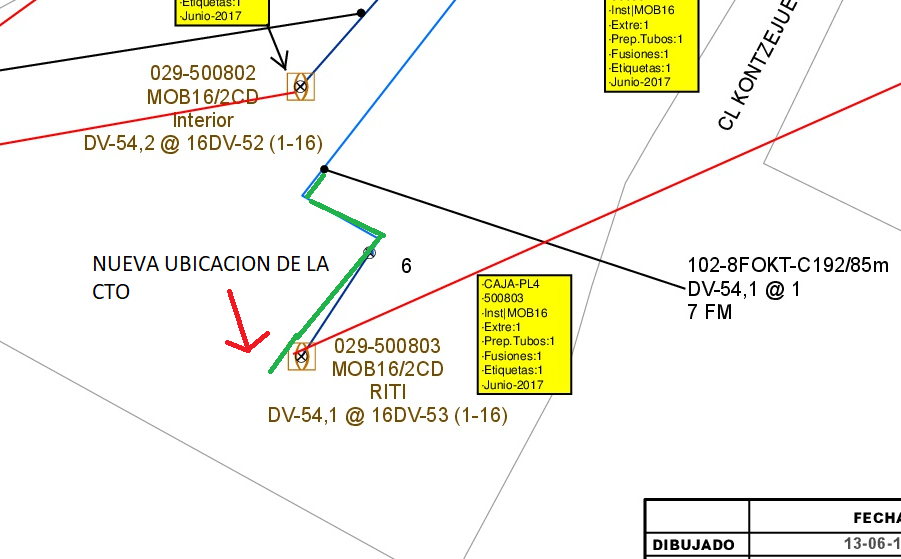 ·Etiquetas:1
·Junio-2017
·Inst|MOB16
·Extre:1
·Prep.Tubos:1
·Fusiones:1
·Etiquetas:1
·Junio-2017
CL KONTZEJUE
029-500802
MOB16/2CD
Interior
DV-54,2 @ 16DV-52 (1-16)
NUEVA UBICACION DE LA
CTO
6
102-8FOKT-C192/85m
DV-54,1 @ 1
7 FM
·CAJA-PL4
·500803
·Inst|MOB16
·Extre:1
·Prep.Tubos:1
·Fusiones:1
·Etiquetas:1
·Junio-2017
029-500803
MOB16/2CD
RITI
DV-54,1 @ 16DV-53 (1-16)
FECHA
DIBUJADO 13-06-1